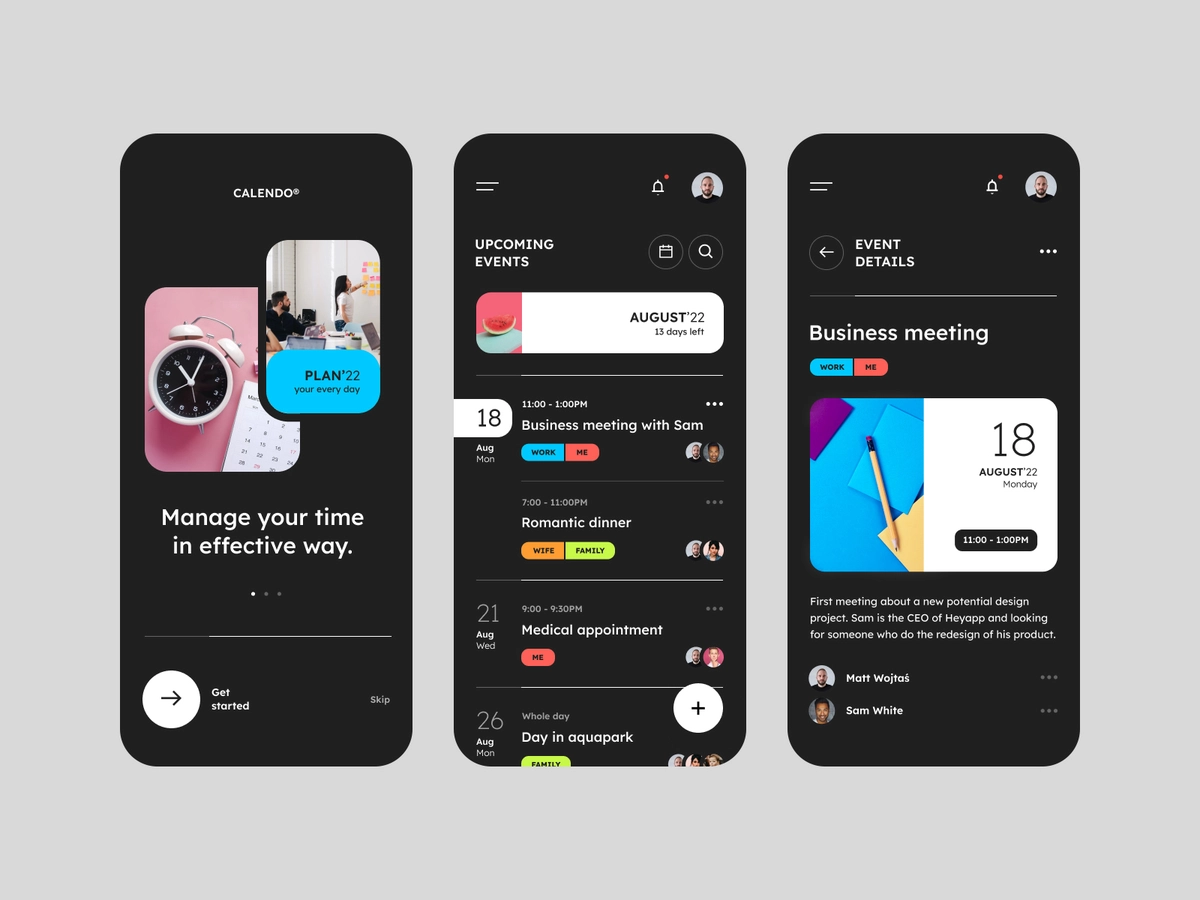 CALENDO®
PLAN'22
your every day
Manage your time
in effective way.
Get
started
Skip
UPCOMING
EVENTS
AUGUST'22
13 days left
18
Aug
Mon
11:00 - 1:00PM
Business meeting with Sam
WORK ME
7:00 - 11:00PM
Romantic dinner
WIFE FAMILY
21
Aug
Wed
9:00 - 9:30PM
Medical appointment
ME
26
Aug
Mon
Whole day
Day in aquapark
FAMILY
EVENT
DETAILS
Business meeting
WORK ME
18
AUGUST'22
Monday
11:00 - 1:00PM
First meeting about a new potential design
project. Sam is the CEO of Heyapp and looking
for someone who do the redesign of his product.
Matt Wojtaś
Sam White